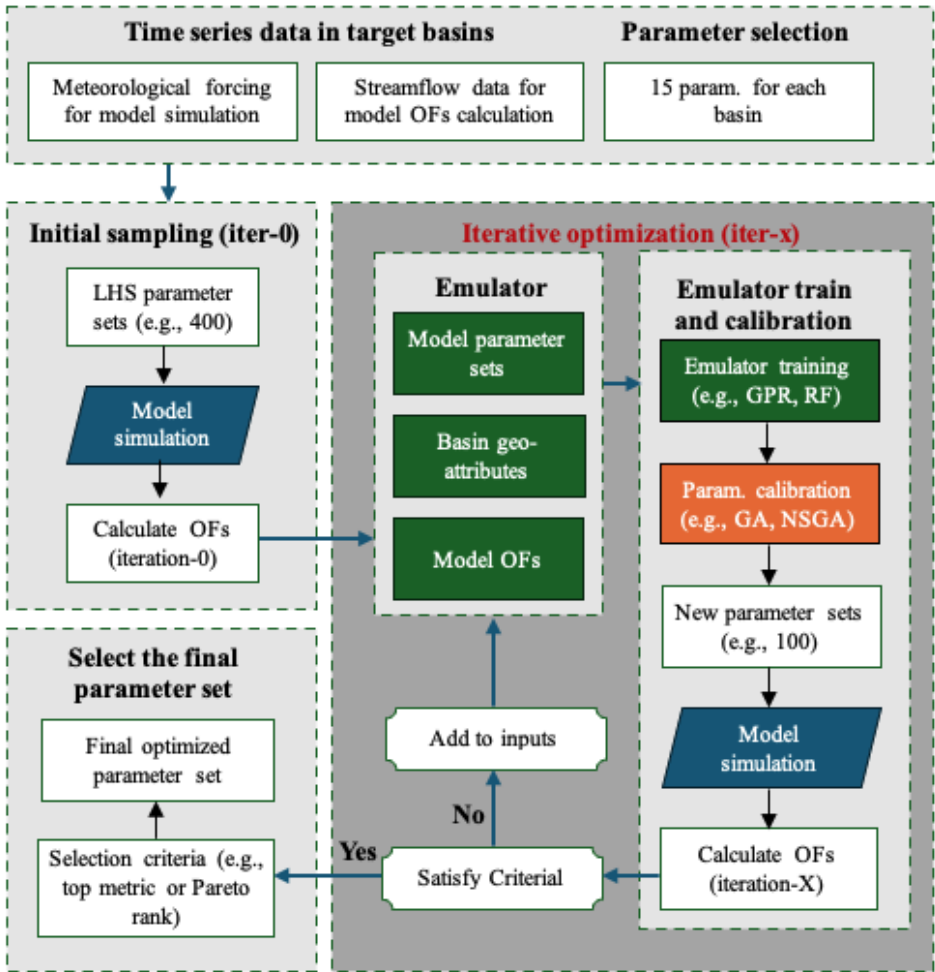 Time series data in target basins
Parameter selection
Meteorological forcing
for model simulation
Streamflow data for
model OFs calculation
15 param. for each
basin
Initial sampling (iter-0)
LHS parameter
sets (e.g., 400)
Model
simulation
Calculate OFs
(iteration-0)
Iterative optimization (iter-x)
Emulator
Model parameter
sets
Basin geo-
attributes
Model OFs
Emulator train
and calibration
Emulator training
(e.g., GPR, RF)
Param. calibration
(e.g., GA, NSGA)
New parameter sets
(e.g., 100)
Model
simulation
Calculate OFs
(iteration-X)
Add to inputs
No
Satisfy Criterial
Yes
Select the final
parameter set
Final optimized
parameter set
Selection criteria (e.g.,
top metric or Pareto
rank)